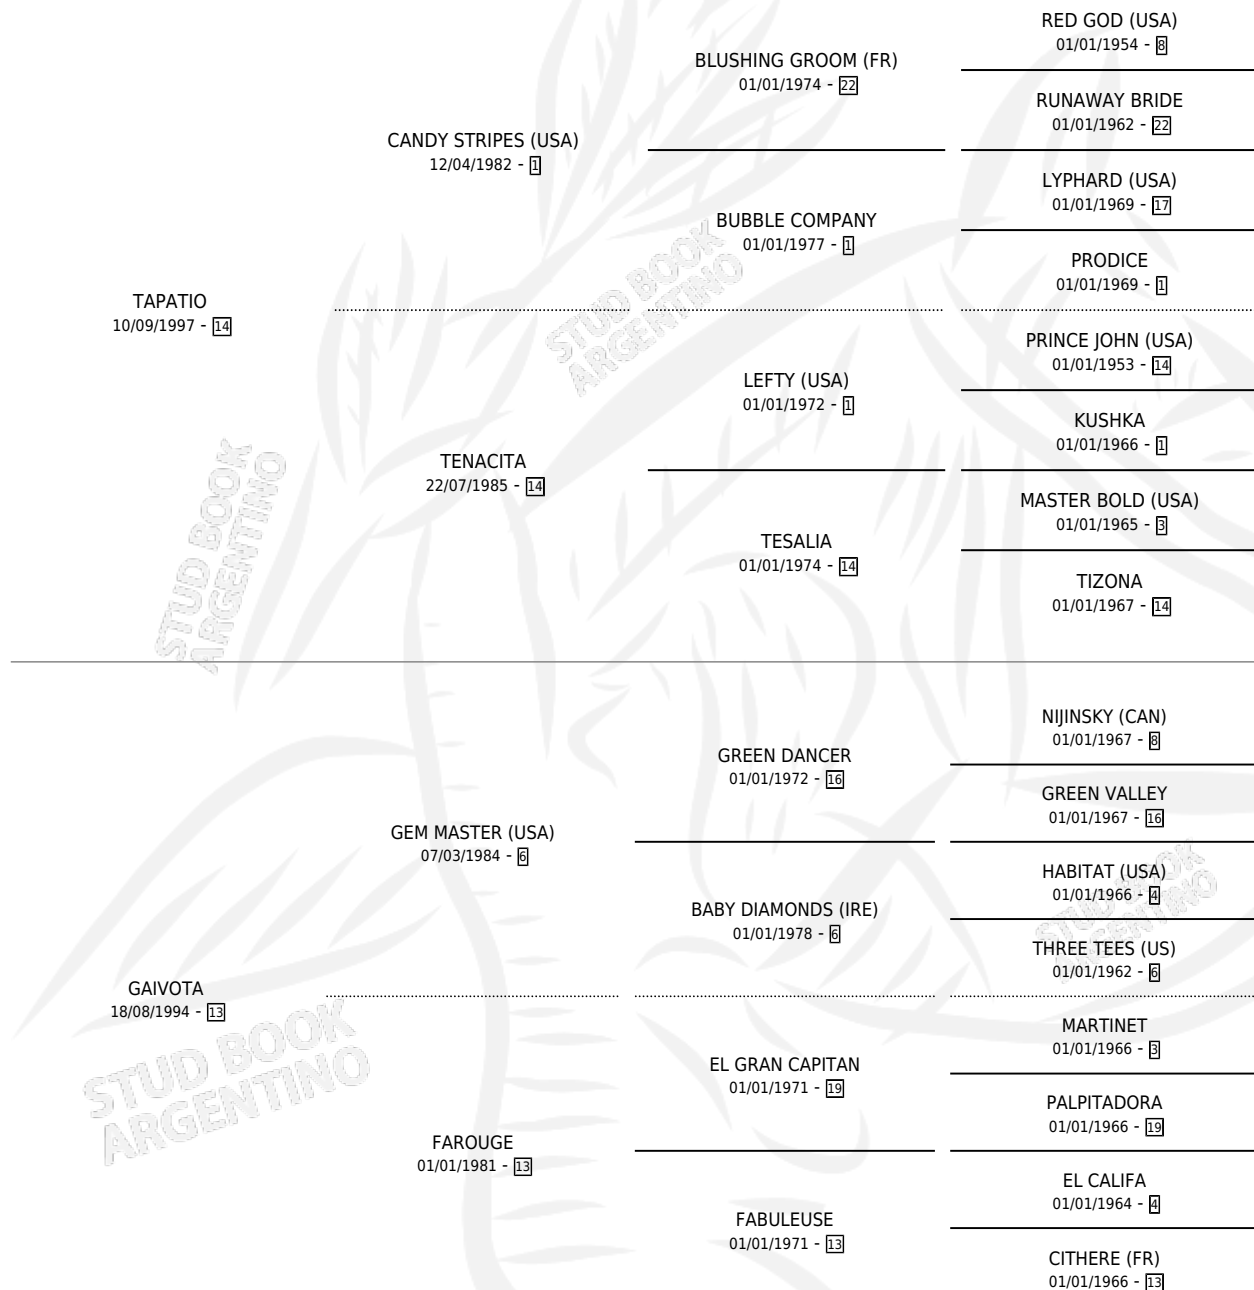 RED GOD (USA)
01/01/1954 - 8
BLUSHING GROOM (FR)
01/01/1974 - 22
RUNAWAY BRIDE
01/01/1962 - 22
CANDY STRIPES (USA)
12/04/1982 - 1
LYPHARD (USA)
01/01/1969 - 17
BUBBLE COMPANY
01/01/1977 - 1
PRODICE
01/01/1969 - 1
TAPATIO
10/09/1997 - 14
PRINCE JOHN (USA)
01/01/1953 - 14
LEFTY (USA)
01/01/1972 - 1
KUSHKA
01/01/1966 - 1
TENACITA
22/07/1985 - 14
MASTER BOLD (USA)
01/01/1965 - 3
TESALIA
01/01/1974 - 14
TIZONA
01/01/1967 - 14
NIJINSKY (CAN)
01/01/1967 - 8
GREEN DANCER
01/01/1972 - 16
GREEN VALLEY
01/01/1967 - 16
GEM MASTER (USA)
07/03/1984 - 6
HABITAT (USA)
01/01/1966 - 4
BABY DIAMONDS (IRE)
01/01/1978 - 6
THREE TEES (US)
01/01/1962 - 6
GAIVOTA
18/08/1994 - 13
MARTINET
01/01/1966 - 3
EL GRAN CAPITAN
01/01/1971 - 19
PALPITADORA
01/01/1966 - 19
FAROUGE
01/01/1981 - 13
EL CALIFA
01/01/1964 - 4
FABULEUSE
01/01/1971 - 13
CITHERE (FR)
01/01/1966 - 13
STUD BOOK
ARGENTINO
STUD BOOK
ARGENTINO
STUD BOOK
ARGENTINO
STUD BOOK
ARGENTINO